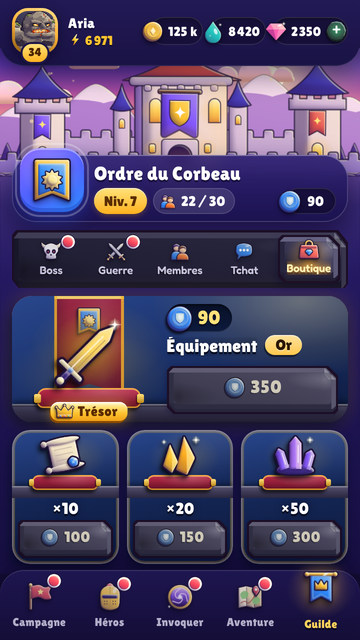 Aria
34
6 971
125 k
8420
2350
+
Ordre du Corbeau
Niv. 7
22 / 30
90
Boss
Guerre
Membres
Tchat
Boutique
90
Équipement
Or
350
Trésor
×10
×20
×50
100
150
300
Campagne
Héros
Invoquer
Aventure
Guilde